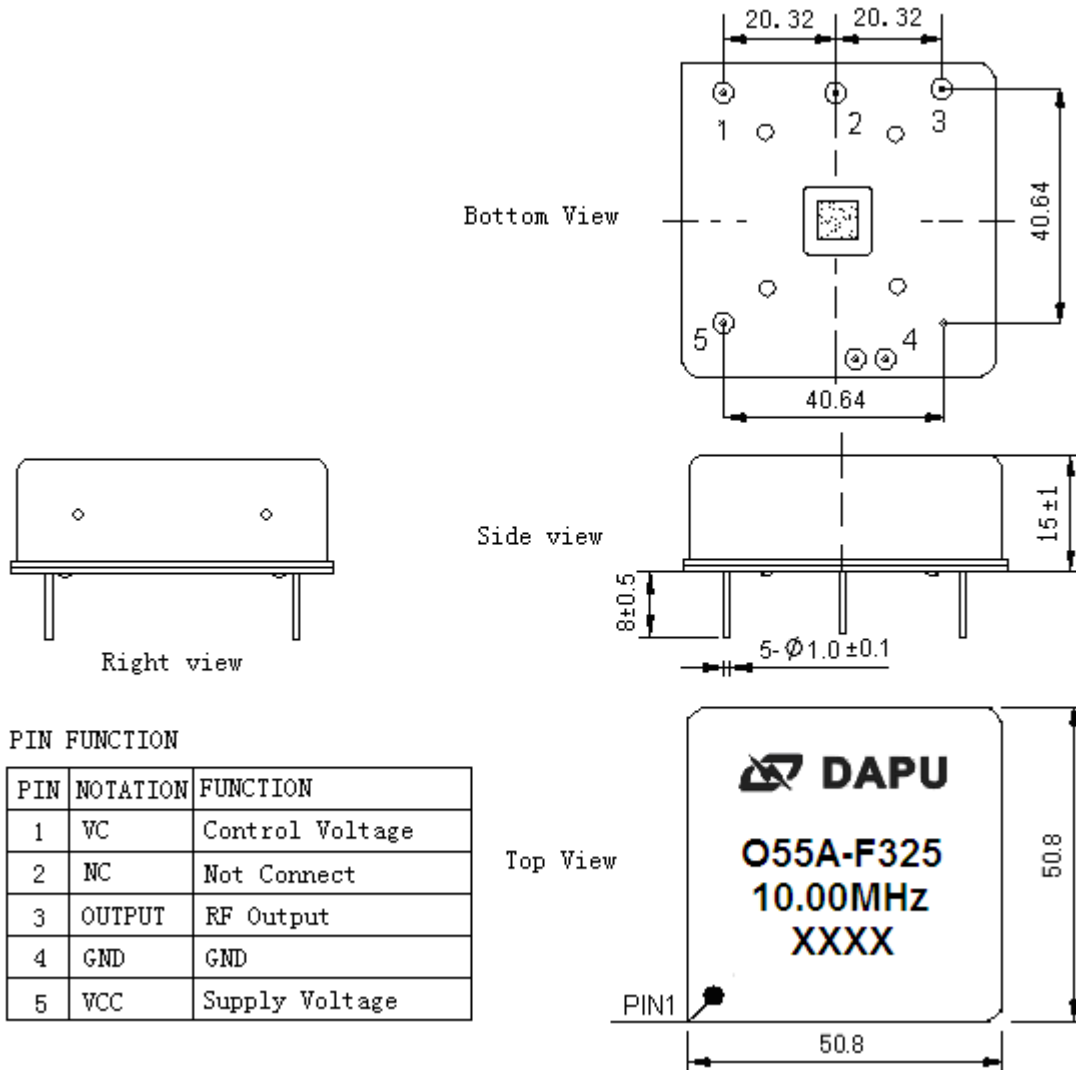 20.32 20.32
1 2 3
Bottom View
40.64
5 4
40.64
Side view
15±1
8±0.5
5-Φ1.0±0.1
Right view
PIN FUNCTION
PIN NOTATION FUNCTION
1 VC Control Voltage
2 NC Not Connect
3 OUTPUT RF Output
4 GND GND
5 VCC Supply Voltage
Top View
DAPU
O55A-F325
10.00MHz
XXXX
50.8
PIN1
50.8